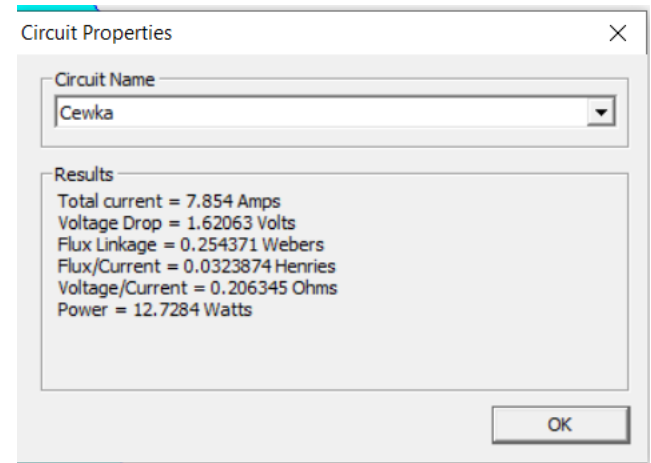 Circuit Properties
Circuit Name
Cewka
Results
Total current = 7.854 Amps
Voltage Drop = 1.62063 Volts
Flux Linkage = 0.254371 Webers
Flux/Current = 0.0323874 Henries
Voltage/Current = 0.206345 Ohms
Power = 12.7284 Watts
OK